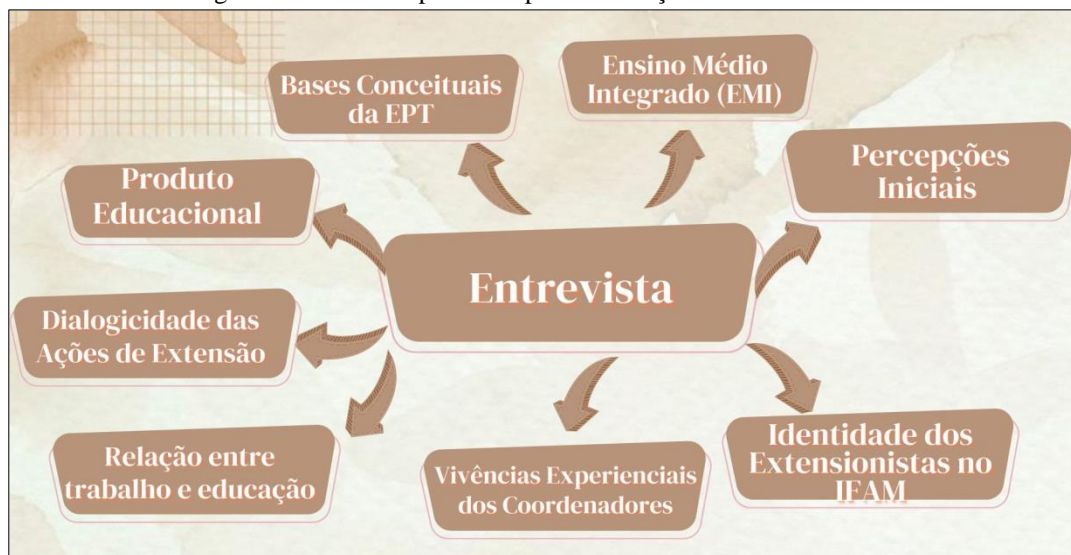 Bases Conceituais
da EPT
Ensino Médio
Integrado (EMI)
Percepções
Iniciais
Produto
Educacional
Entrevista
Dialogicidade das
Ações de Extensão
Relação entre
trabalho e educação
Vivências Experienciais
dos Coordenadores
Identidade dos
Extensionistas no
IFAM